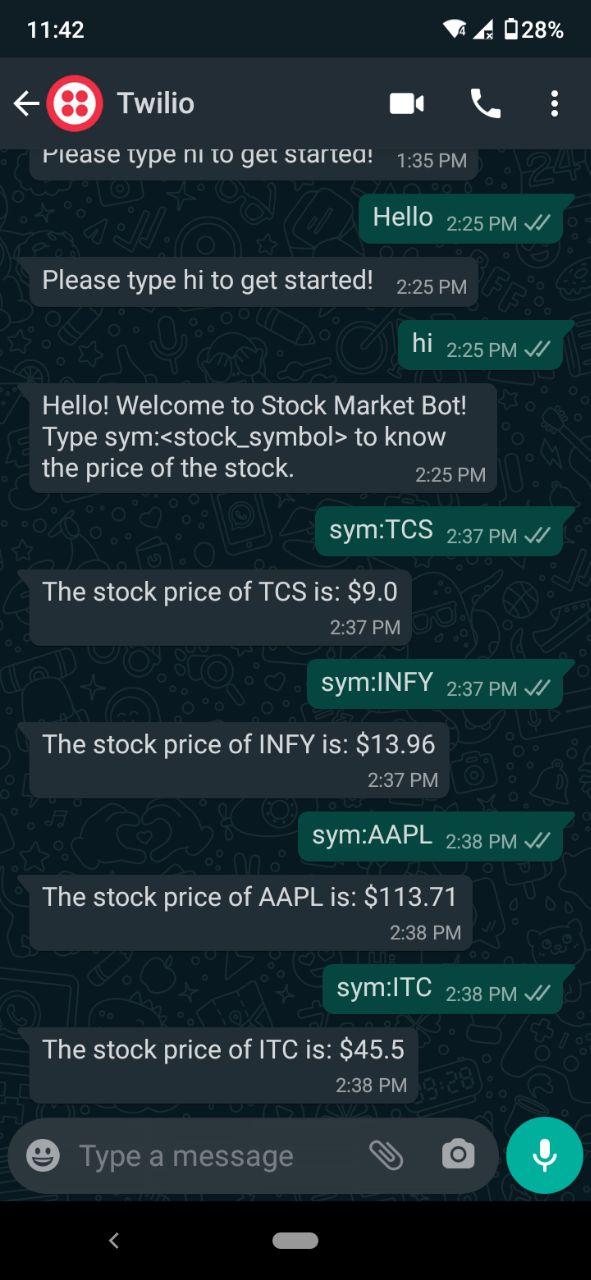 11:42
4
28%
Twilio
Please type hi to get started! 1:35 PM
Hello 2:25 PM
Please type hi to get started! 2:25 PM
hi 2:25 PM
Hello! Welcome to Stock Market Bot!
Type sym:<stock_symbol> to know
the price of the stock. 2:25 PM
sym:TCS 2:37 PM
The stock price of TCS is: $9.0
2:37 PM
sym:INFY 2:37 PM
The stock price of INFY is: $13.96
2:37 PM
sym:AAPL 2:38 PM
The stock price of AAPL is: $113.71
2:38 PM
sym:ITC 2:38 PM
The stock price of ITC is: $45.5
2:38 PM
Type a message